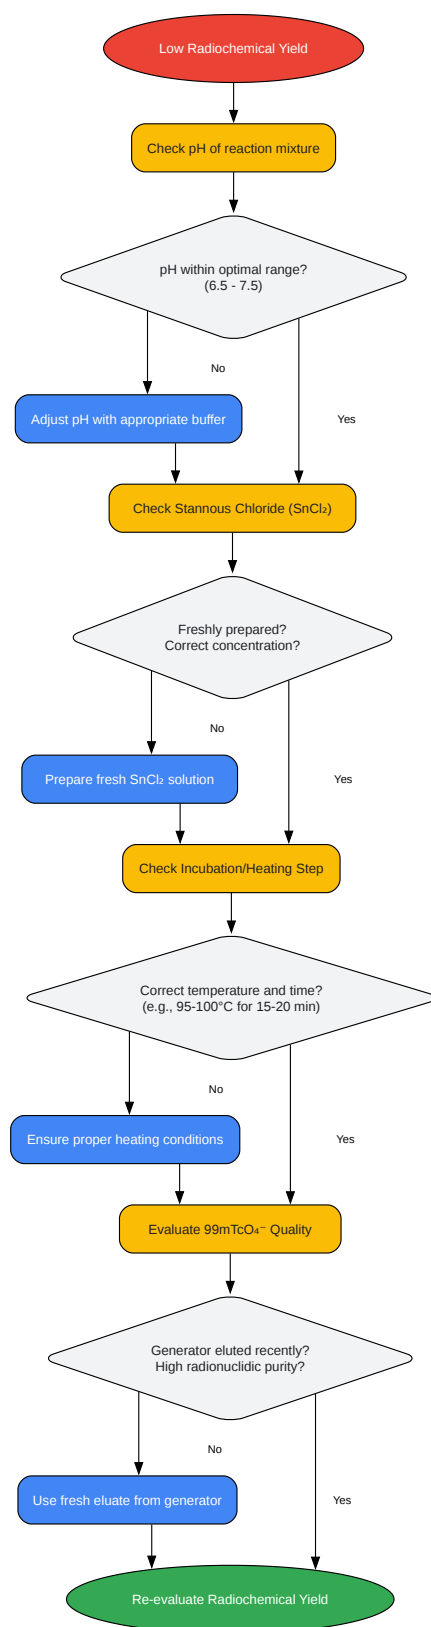 Low Radiochemical Yield
Check pH of reaction mixture
pH within optimal range?
(6.5 - 7.5)
No
Adjust pH with appropriate buffer
Yes
Check Stannous Chloride (SnCl₂)
Freshly prepared?
Correct concentration?
No
Prepare fresh SnCl₂ solution
Yes
Check Incubation/Heating Step
Correct temperature and time?
(e.g., 95-100°C for 15-20 min)
No
Ensure proper heating conditions
Yes
Evaluate 99mTcO₄⁻ Quality
Generator eluted recently?
High radionuclidic purity?
No
Use fresh eluate from generator
Yes
Re-evaluate Radiochemical Yield